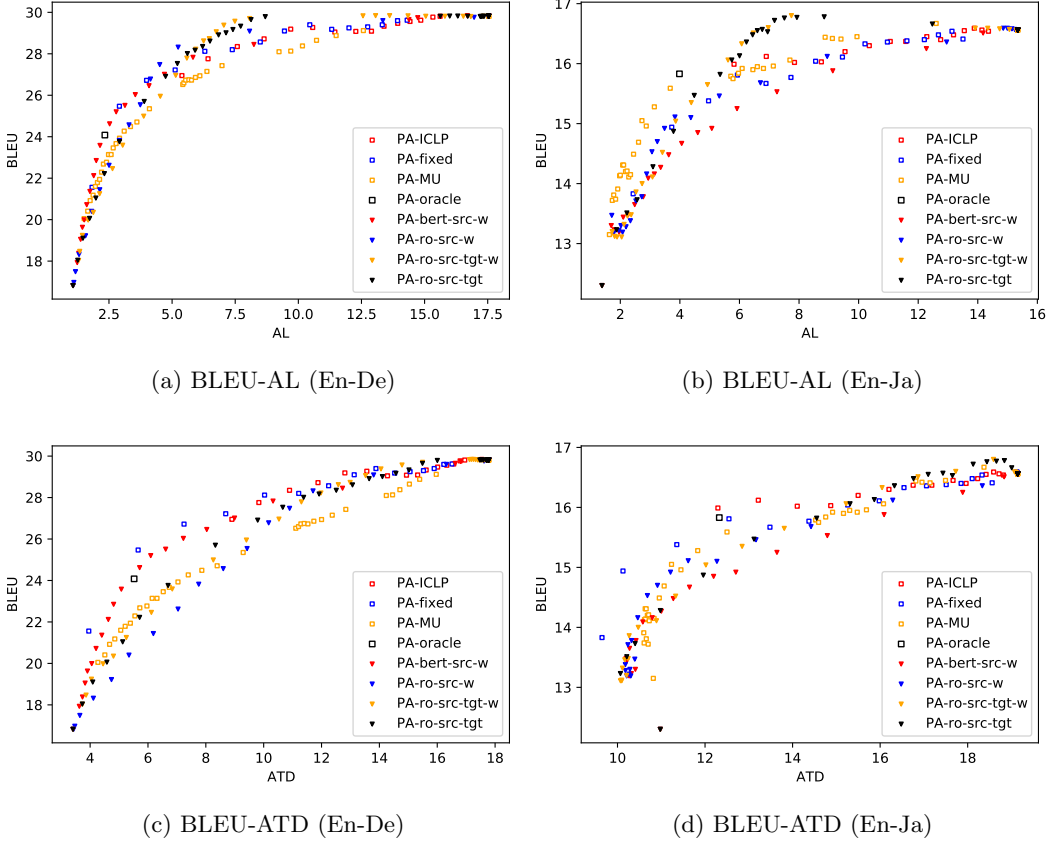 30
28
26
24
22
20
18
BLEU
2.5
5.0
7.5
10.0
12.5
15.0
17.5
AL
PA-ICLP
PA-fixed
PA-MU
PA-oracle
PA-bert-src-w
PA-ro-src-w
PA-ro-src-tgt-w
PA-ro-src-tgt
(a) BLEU-AL (En-De)
17
16
15
14
13
BLEU
2
4
6
8
10
12
14
16
AL
PA-ICLP
PA-fixed
PA-MU
PA-oracle
PA-bert-src-w
PA-ro-src-w
PA-ro-src-tgt-w
PA-ro-src-tgt
(b) BLEU-AL (En-Ja)
30
28
26
24
22
20
18
BLEU
4
6
8
10
12
14
16
18
ATD
PA-ICLP
PA-fixed
PA-MU
PA-oracle
PA-bert-src-w
PA-ro-src-w
PA-ro-src-tgt-w
PA-ro-src-tgt
(c) BLEU-ATD (En-De)
17
16
15
14
13
BLEU
10
12
14
16
18
ATD
PA-ICLP
PA-fixed
PA-MU
PA-oracle
PA-bert-src-w
PA-ro-src-w
PA-ro-src-tgt-w
PA-ro-src-tgt
(d) BLEU-ATD (En-Ja)